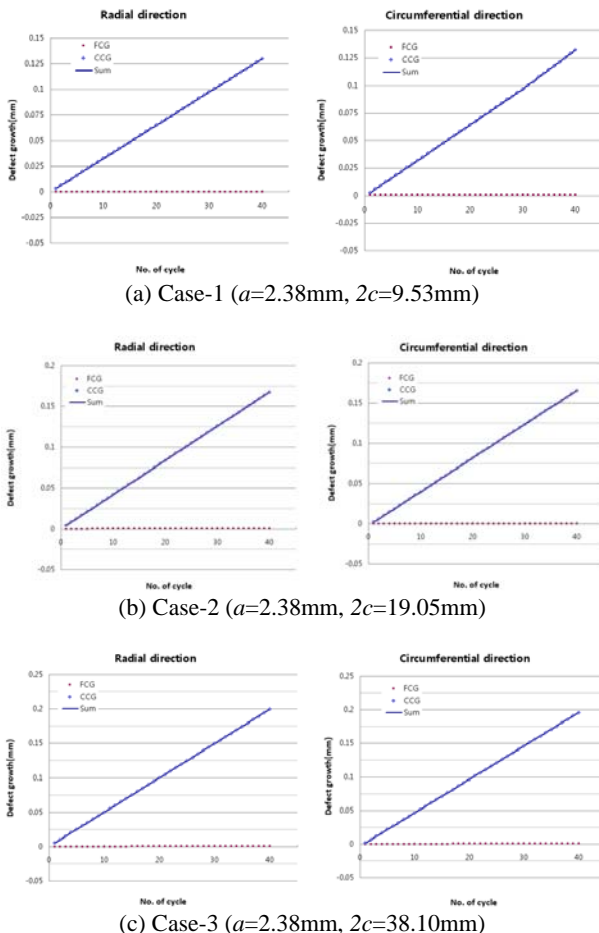 Radial direction
0.15
0.125
0.1
0.075
0.05
0.025
0
-0.025
-0.05
Defect growth(mm)
FCG
CCG
Sum
0 10 20 30 40
No. of cycle
Circumferential direction
0.15
0.125
0.1
0.075
0.05
0.025
0
-0.025
-0.05
Defect growth(mm)
FCG
CCG
Sum
0 10 20 30 40
No. of cycle
(a) Case-1 (a=2.38mm, 2c=9.53mm)
Radial direction
0.2
0.15
0.1
0.05
0
-0.05
Defect growth(mm)
FCG
CCG
Sum
0 10 20 30 40
No. of cycle
Circumferential direction
0.2
0.15
0.1
0.05
0
-0.05
Defect growth(mm)
FCG
CCG
Sum
0 10 20 30 40
No. of cycle
(b) Case-2 (a=2.38mm, 2c=19.05mm)
Radial direction
0.25
0.2
0.15
0.1
0.05
0
-0.05
Defect growth(mm)
FCG
CCG
Sum
0 10 20 30 40
No. of cycle
Circumferential direction
0.25
0.2
0.15
0.1
0.05
0
-0.05
Defect growth(mm)
FCG
CCG
Sum
0 10 20 30 40
No. of cycle
(c) Case-3 (a=2.38mm, 2c=38.10mm)